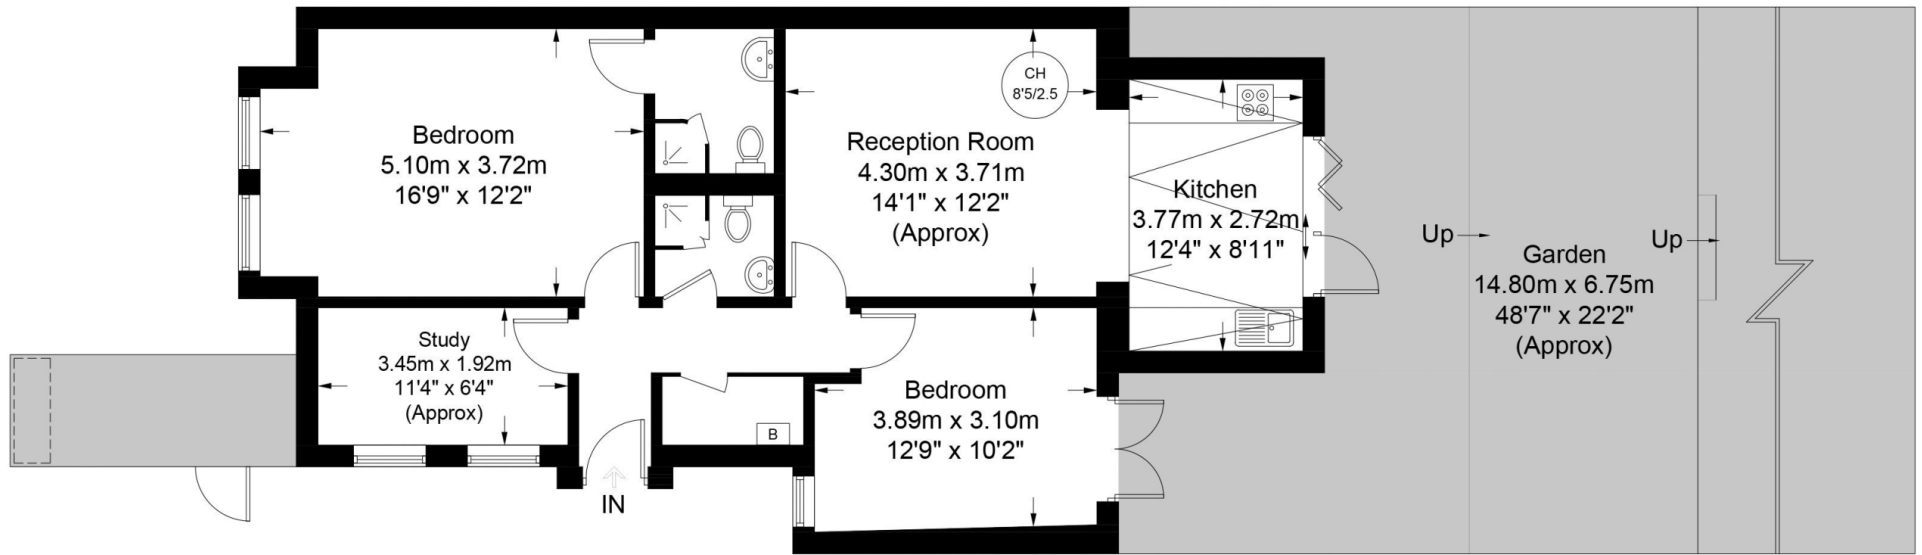 Bedroom
5.10m x 3.72m
16'9" x 12'2"
CH
8'5/2.5
Reception Room
4.30m x 3.71m
14'1" x 12'2"
(Approx)
Kitchen
3.77m x 2.72m
12'4" x 8'11"
Up
Up
Garden
14.80m x 6.75m
48'7" x 22'2"
(Approx)
Study
3.45m x 1.92m
11'4" x 6'4"
(Approx)
Bedroom
3.89m x 3.10m
12'9" x 10'2"
B
IN